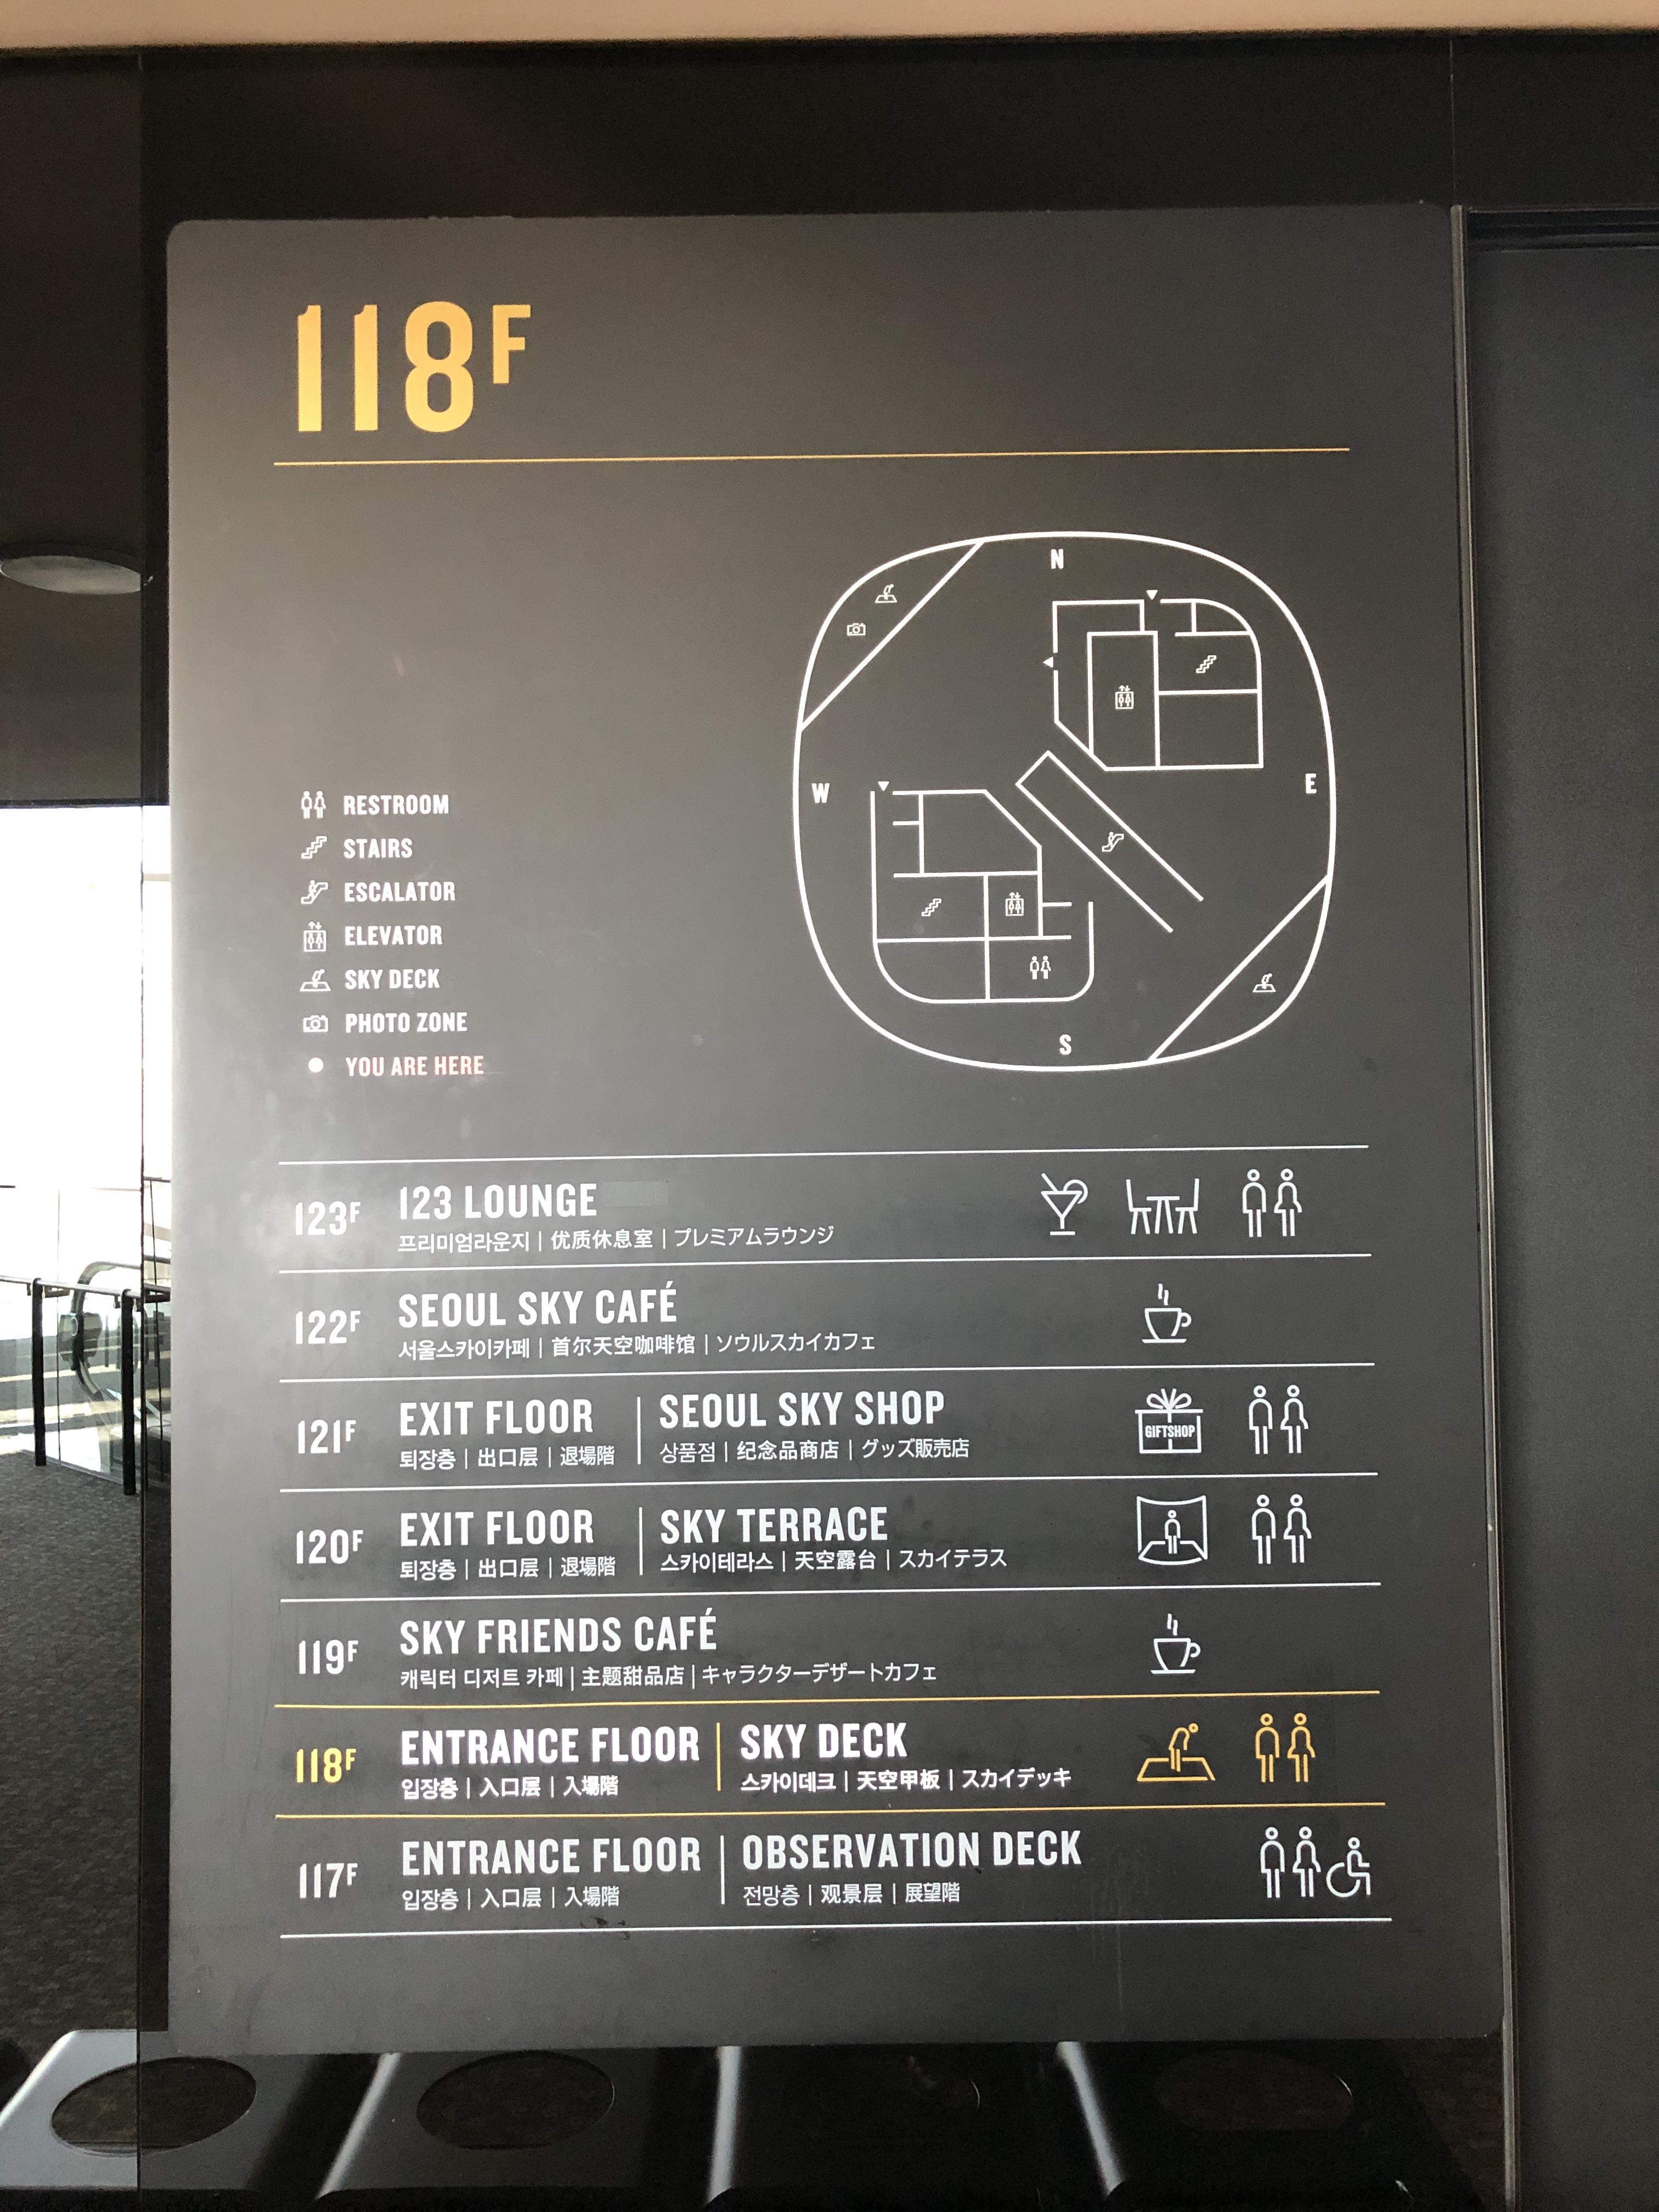 118F
N
W
E
S
RESTROOM
STAIRS
ESCALATOR
ELEVATOR
SKY DECK
PHOTO ZONE
YOU ARE HERE
123F
123 LOUNGE
프리미엄라운지 | 优质休息室 | プレミアムラウンジ
122F
SEOUL SKY CAFÉ
서울스카이카페 | 首尔天空咖啡馆 | ソウルスカイカフェ
121F
EXIT FLOOR | SEOUL SKY SHOP
퇴장층 | 出口层 | 退場階 | 상품점 | 纪念品商店 | グッズ販売店
GIFTSHOP
120F
EXIT FLOOR | SKY TERRACE
퇴장층 | 出口层 | 退場階 | 스카이테라스 | 天空露台 | スカイテラス
119F
SKY FRIENDS CAFÉ
캐릭터 디저트 카페 | 主题甜品店 | キャラクターデザートカフェ
118F
ENTRANCE FLOOR | SKY DECK
입장층 | 入口层 | 入場階 | 스카이데크 | 天空甲板 | スカイデッキ
117F
ENTRANCE FLOOR | OBSERVATION DECK
입장층 | 入口层 | 入場階 | 전망층 | 观景层 | 展望階